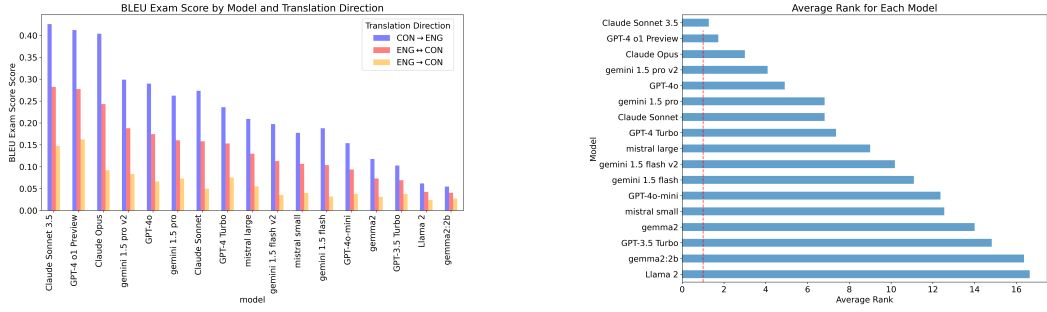 BLEU Exam Score by Model and Translation Direction
BLEU Exam Score Score
0.40
0.35
0.30
0.25
0.20
0.15
0.10
0.05
0.00
Translation Direction
CON → ENG
ENG ↔ CON
ENG → CON
Claude Sonnet 3.5
GPT-4 o1 Preview
Claude Opus
gemini 1.5 pro v2
GPT-4o
gemini 1.5 pro
Claude Sonnet
GPT-4 Turbo
mistral large
gemini 1.5 flash v2
mistral small
gemini 1.5 flash
GPT-4o-mini
gemma2
GPT-3.5 Turbo
Llama 2
gemma2:2b
model
Average Rank for Each Model
Model
Claude Sonnet 3.5
GPT-4 o1 Preview
Claude Opus
gemini 1.5 pro v2
GPT-4o
gemini 1.5 pro
Claude Sonnet
GPT-4 Turbo
mistral large
gemini 1.5 flash v2
gemini 1.5 flash
GPT-4o-mini
mistral small
gemma2
GPT-3.5 Turbo
gemma2:2b
Llama 2
0 2 4 6 8 10 12 14 16
Average Rank